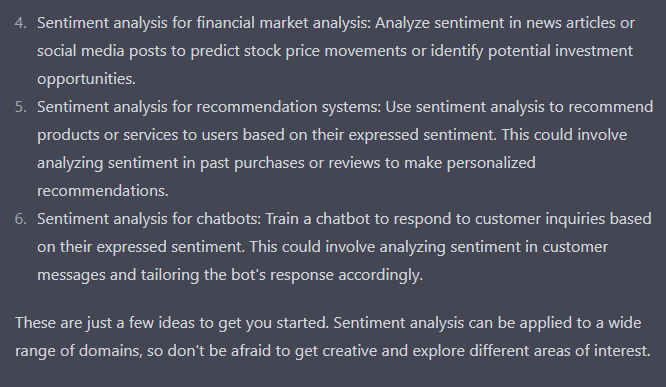 4. Sentiment analysis for financial market analysis: Analyze sentiment in news articles or
social media posts to predict stock price movements or identify potential investment
opportunities.
5. Sentiment analysis for recommendation systems: Use sentiment analysis to recommend
products or services to users based on their expressed sentiment. This could involve
analyzing sentiment in past purchases or reviews to make personalized
recommendations.
6. Sentiment analysis for chatbots: Train a chatbot to respond to customer inquiries based
on their expressed sentiment. This could involve analyzing sentiment in customer
messages and tailoring the bot's response accordingly.
These are just a few ideas to get you started. Sentiment analysis can be applied to a wide
range of domains, so don't be afraid to get creative and explore different areas of interest.